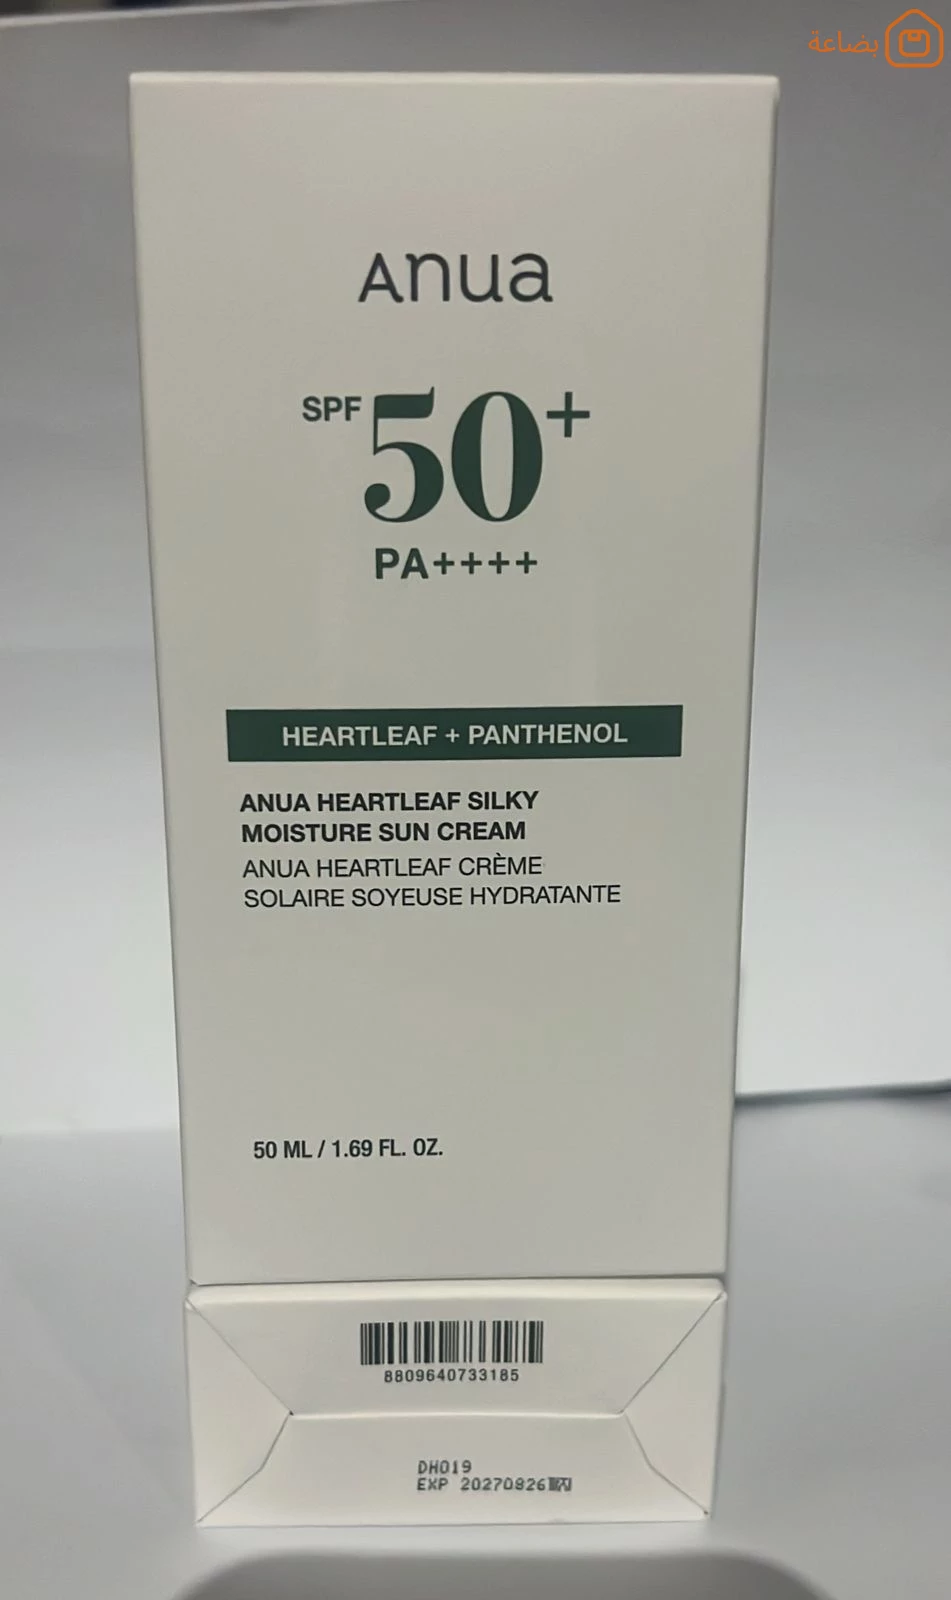 بضاعة
Anua
SPF 50+
PA++++
HEARTLEAF + PANTHENOL
ANUA HEARTLEAF SILKY
MOISTURE SUN CREAM
ANUA HEARTLEAF CRÈME
SOLAIRE SOYEUSE HYDRATANTE
50 ML / 1.69 FL. OZ.
8809640733185
DH019
EXP 20270826